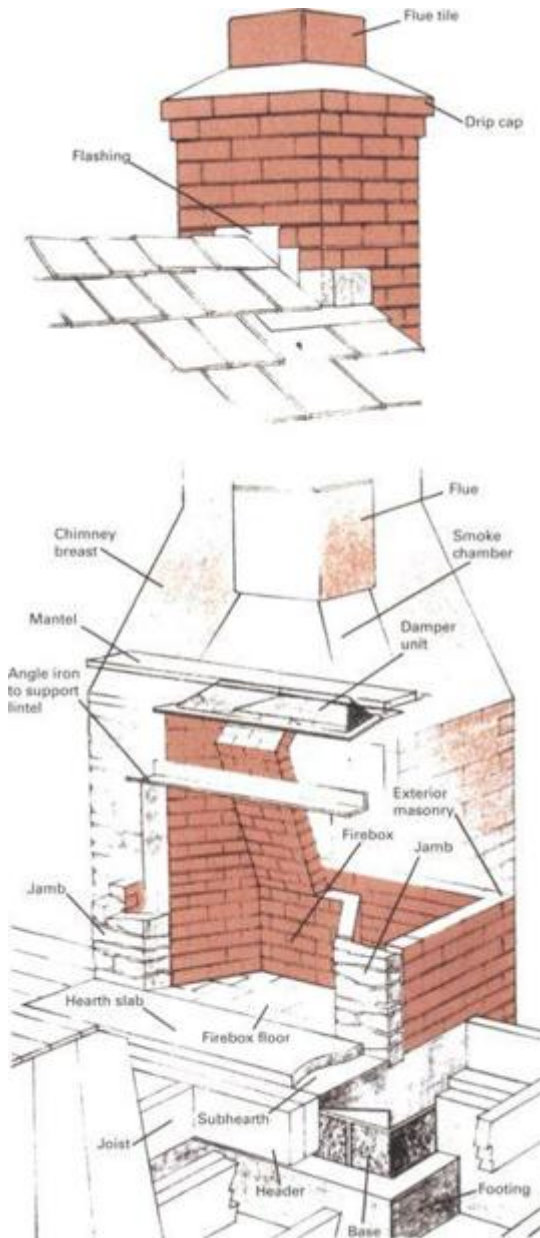 Flue tile
Drip cap
Flashing
Flue
Chimney
breast
Smoke
chamber
Mantel
Damper
unit
Angle iron
to support
lintel
Exterior
masonry
Firebox
Jamb
Jamb
Hearth slab
Firebox floor
Subhearth
Joist
Header
Footing
Base